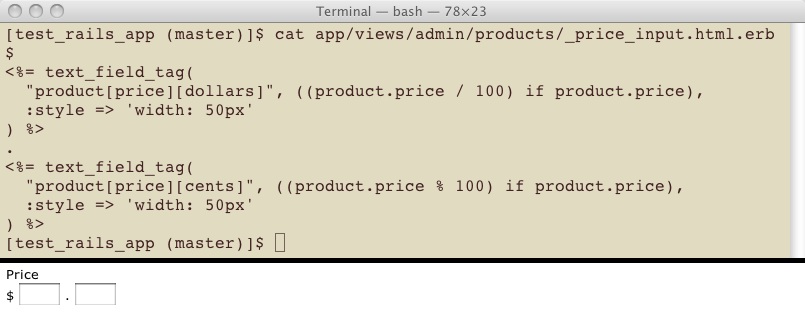 Terminal — bash — 78×23
[test_rails_app (master)]$ cat app/views/admin/products/_price_input.html.erb
$
<%= text_field_tag(
  "product[price][dollars]", ((product.price / 100) if product.price),
  :style => 'width: 50px'
) %>
.
<%= text_field_tag(
  "product[price][cents]", ((product.price % 100) if product.price),
  :style => 'width: 50px'
) %>
[test_rails_app (master)]$
Price
$ .